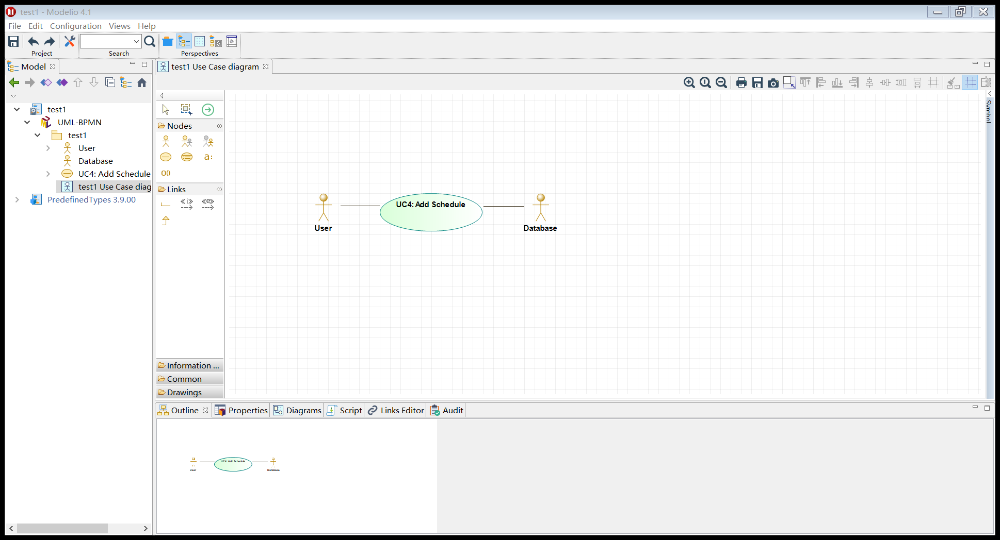 test1 - Modelio 4.1
File Edit Configuration Views Help
Project Search Perspectives
Model
test1 Use Case diagram
test1
UML-BPMN
test1
User
Database
UC4: Add Schedule
test1 Use Case diag
PredefinedTypes 3.9.00
Nodes
a:
O()
Links
«i»
«e»
Information ...
Common
Drawings
UC4: Add Schedule
User
Database
Symbol
Outline Properties Diagrams Script Links Editor Audit
UC4: Add Schedule
User
Database